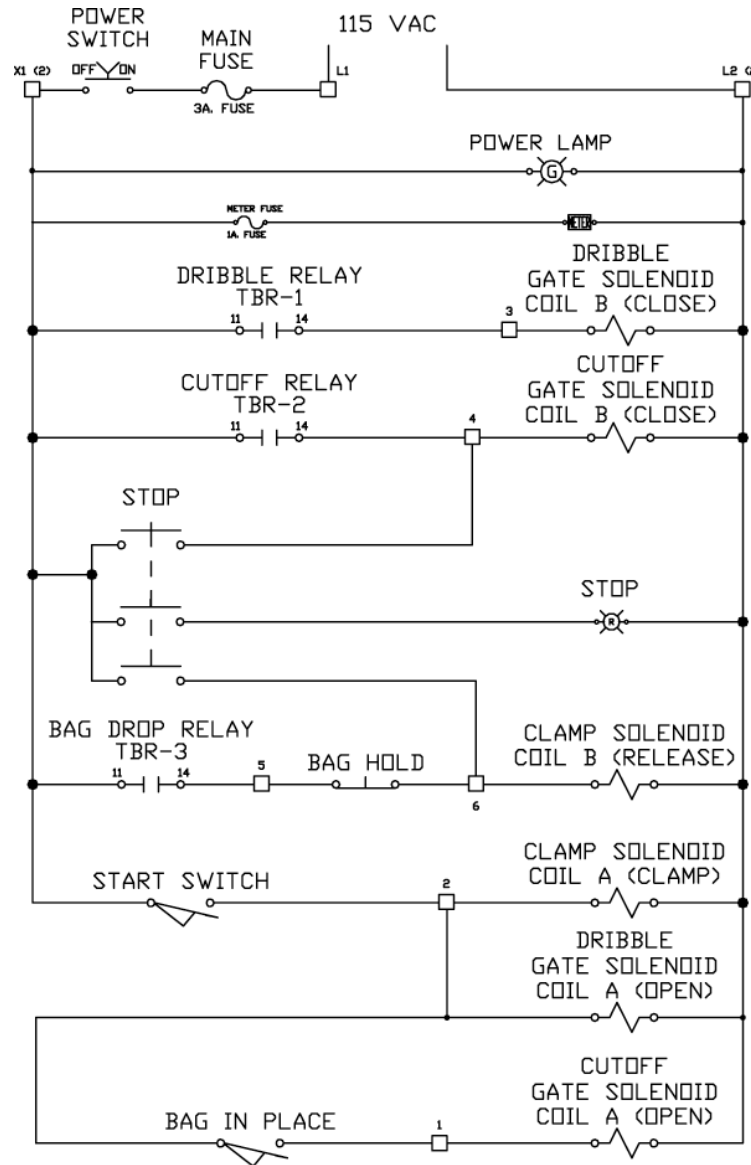 POWER
SWITCH
MAIN
FUSE
115 VAC
X1 (2)
OFF ON
L1
L2 (
3A. FUSE
POWER LAMP
G
METER FUSE
1A. FUSE
METER
DRIBBLE RELAY
TBR-1
DRIBBLE
GATE SOLENOID
COIL B (CLOSE)
11
14
3
CUTOFF RELAY
TBR-2
CUTOFF
GATE SOLENOID
COIL B (CLOSE)
11
14
4
STOP
STOP
R
BAG DROP RELAY
TBR-3
11
14
5
BAG HOLD
6
CLAMP SOLENOID
COIL B (RELEASE)
START SWITCH
2
CLAMP SOLENOID
COIL A (CLAMP)
DRIBBLE
GATE SOLENOID
COIL A (OPEN)
BAG IN PLACE
1
CUTOFF
GATE SOLENOID
COIL A (OPEN)